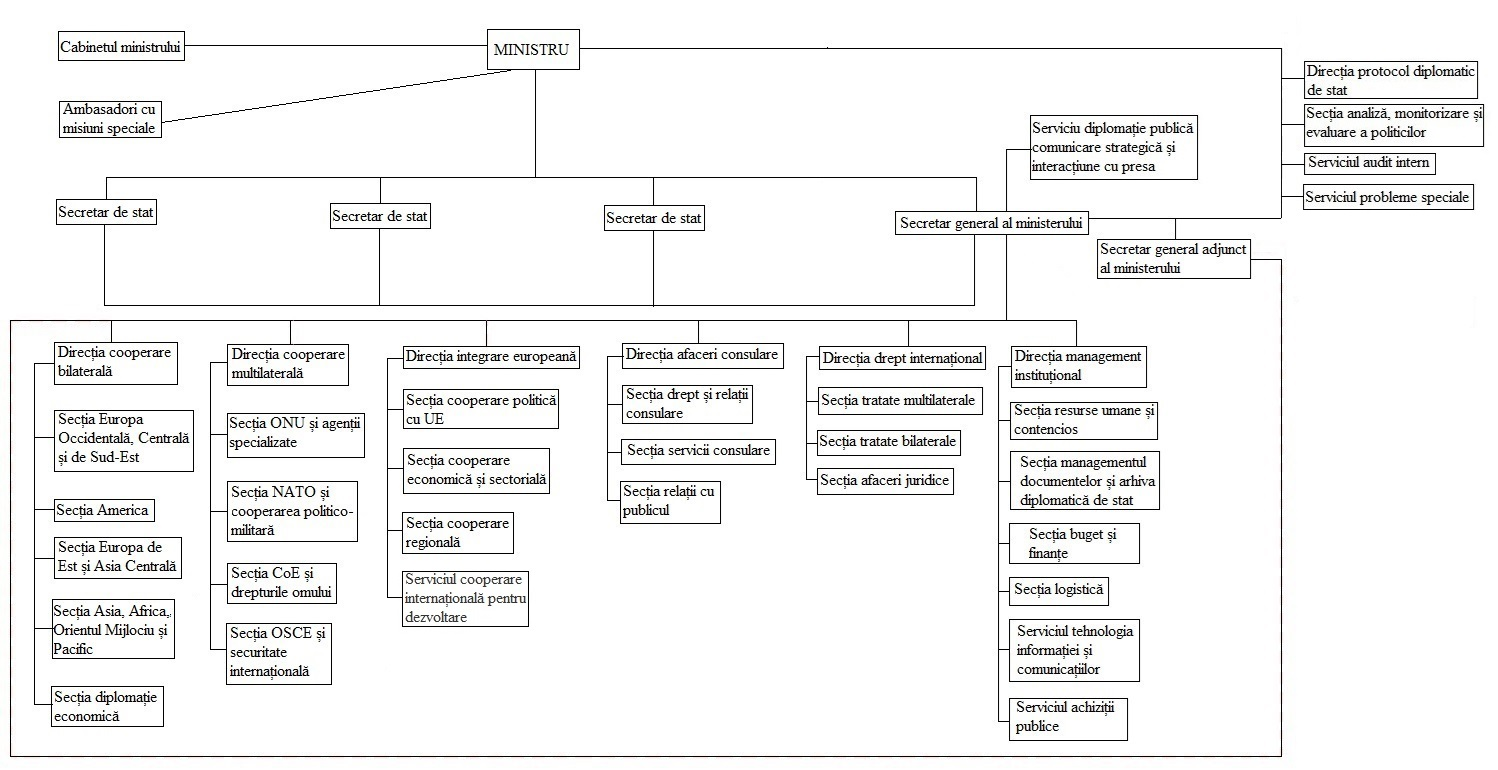 Cabinetul ministrului
MINISTRU
Ambasadori cu
misiuni speciale
Direcția protocol diplomatic
de stat
Secția analiză, monitorizare și
evaluare a politicilor
Serviciul audit intern
Serviciul probleme speciale
Serviciu diplomație publică
comunicare strategică și
interacțiune cu presa
Secretar de stat
Secretar de stat
Secretar de stat
Secretar general al ministerului
Secretar general adjunct
al ministerului
Direcția cooperare
bilaterală
Secția Europa
Occidentală, Centrală
și de Sud-Est
Secția America
Secția Europa de
Est și Asia Centrală
Secția Asia, Africa,
Orientul Mijlociu și
Pacific
Secția diplomație
economică
Direcția cooperare
multilaterală
Secția ONU și agenții
specializate
Secția NATO și
cooperarea politico-
militară
Secția CoE și
drepturile omului
Secția OSCE și
securitate
internațională
Direcția integrare europeană
Secția cooperare politică
cu UE
Secția cooperare
economică și sectorială
Secția cooperare
regională
Serviciul cooperare
internațională pentru
dezvoltare
Direcția afaceri consulare
Secția drept și relații
consulare
Secția servicii consulare
Secția relații cu
publicul
Direcția drept internațional
Secția tratate multilaterale
Secția tratate bilaterale
Secția afaceri juridice
Direcția management
instituțional
Secția resurse umane și
contencios
Secția managementul
documentelor și arhiva
diplomatică de stat
Secția buget și
finanțe
Secția logistică
Serviciul tehnologia
informației și
comunicațiilor
Serviciul achiziții
publice